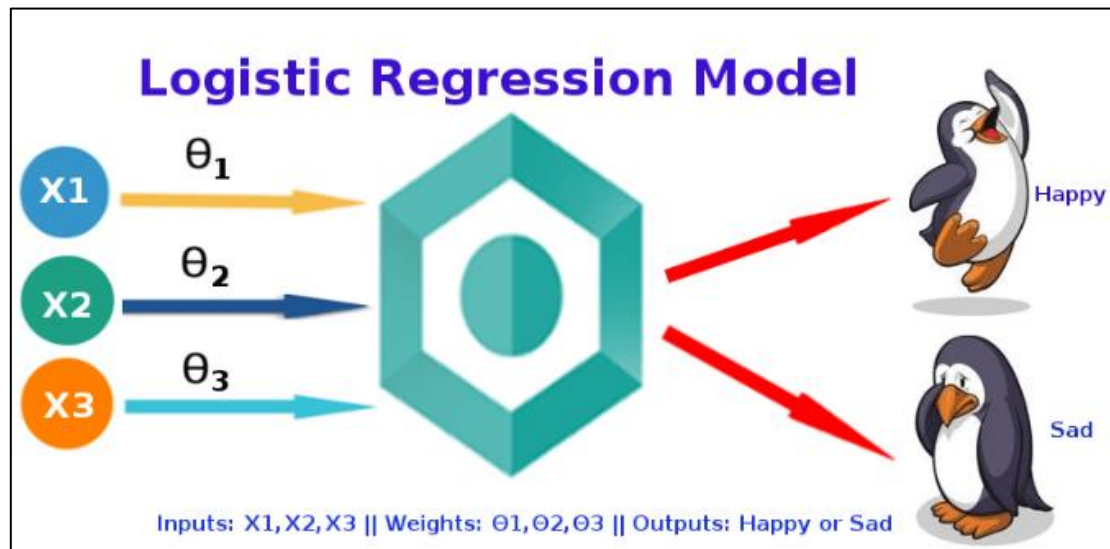 Logistic Regression Model
X1
θ1
X2
θ2
X3
θ3
Happy
Sad
Inputs: X1,X2,X3 || Weights: Θ1,Θ2,Θ3 || Outputs: Happy or Sad